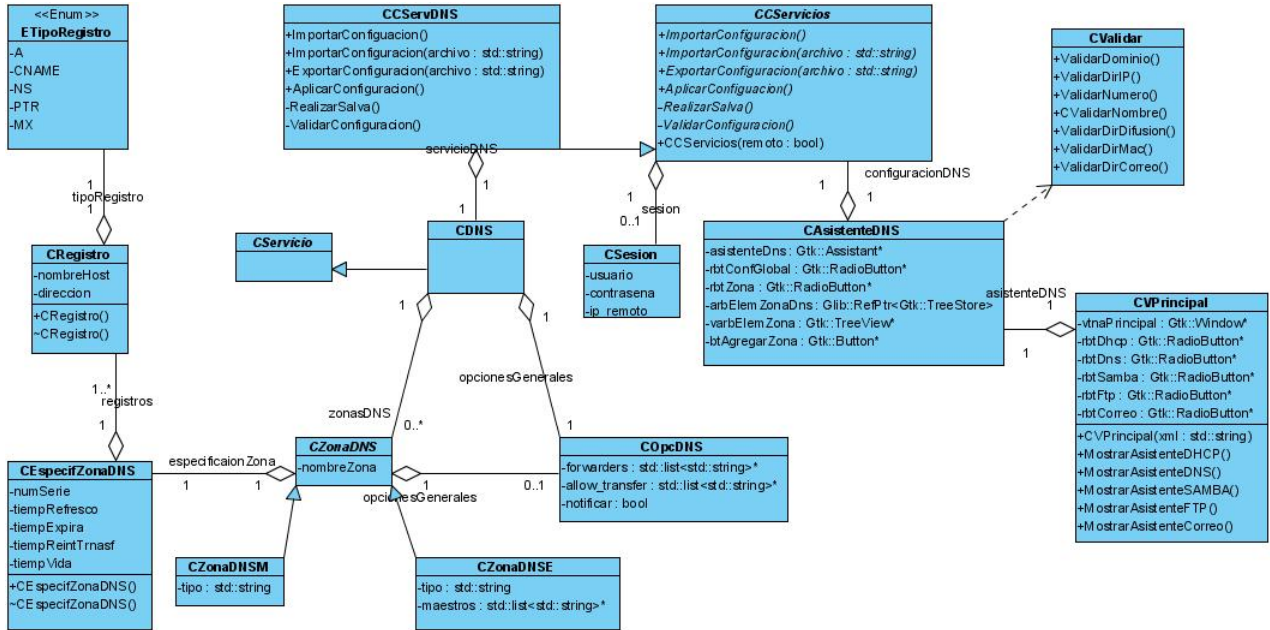 <<Enum>>
ETipoRegistro
-A
-CNAME
-NS
-PTR
-MX
CCServDNS
+ImportarConfiguacion()
+ImportarConfiguracion(archivo : std::string)
+ExportarConfiguracion(archivo : std::string)
+AplicarConfiguracion()
-RealizarSalva()
-ValidarConfiguracion()
CCServicios
+ImportarConfiguracion()
+ImportarConfiguracion(archivo : std::string)
+ExportarConfiguracion(archivo : std::string)
+AplicarConfiguacion()
-RealizarSalva()
-ValidarConfiguracion()
+CCServicios(remoto : bool)
CValidar
+ValidarDominio()
+ValidarDirIP()
+ValidarNumero()
+CValidarNombre()
+ValidarDirDifusion()
+ValidarDirMac()
+ValidarDirCorreo()
1
tipoRegistro
1
servicioDNS
1
1
1
sesion
0..1
configuracionDNS
1
1
CRegistro
-nombreHost
-direccion
+CRegistro()
~CRegistro()
CServicio
CDNS
CSesion
-usuario
-contrasena
-ip_remoto
CAsistenteDNS
-asistenteDns : Gtk::Assistant*
-rbtConfGlobal : Gtk::RadioButton*
-rbtZona : Gtk::RadioButton*
-arbElemZonaDns : Glib::RefPtr<Gtk::TreeStore>
-varbElemZona : Gtk::TreeView*
-btAgregarZona : Gtk::Button*
asistenteDNS
1
1
CVPrincipal
-vtnaPrincipal : Gtk::Window*
-rbtDhcp : Gtk::RadioButton*
-rbtDns : Gtk::RadioButton*
-rbtSamba : Gtk::RadioButton*
-rbtFtp : Gtk::RadioButton*
-rbtCorreo : Gtk::RadioButton*
+CVPrincipal(xml : std::string)
+MostrarAsistenteDHCP()
+MostrarAsistenteDNS()
+MostrarAsistenteSAMBA()
+MostrarAsistenteFTP()
+MostrarAsistenteCorreo()
1..*
registros
1
1
zonasDNS
0..*
1
opcionesGenerales
1
CEspecifZonaDNS
-numSerie
-tiempRefresco
-tiempExpira
-tiempReintTrnasf
-tiempVida
+CEspecifZonaDNS()
~CEspecifZonaDNS()
especificaionZona
1
1
CZonaDNS
-nombreZona
1
opcionesGenerales
0..1
COpcDNS
-forwarders : std::list<std::string>*
-allow_transfer : std::list<std::string>*
-notificar : bool
CZonaDNSM
-tipo : std::string
CZonaDNSE
-tipo : std::string
-maestros : std::list<std::string>*